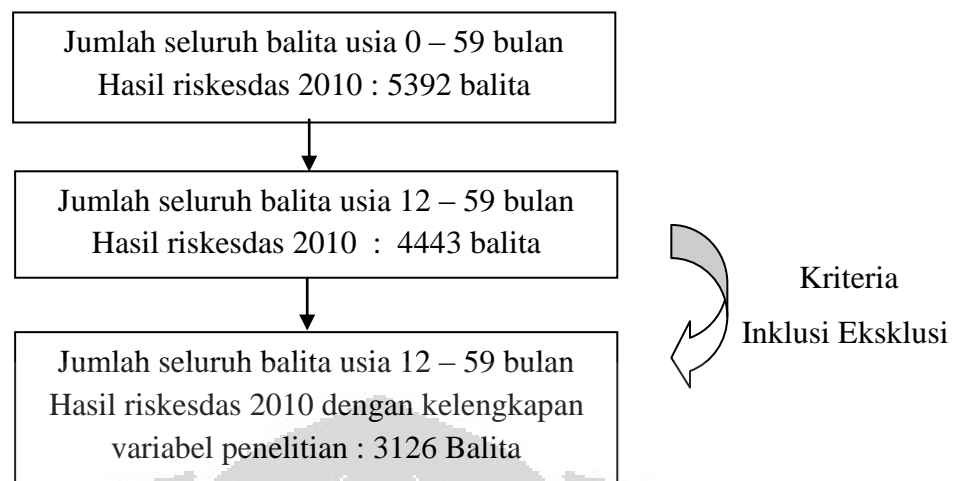 Jumlah seluruh balita usia 0 – 59 bulan
Hasil riskesdas 2010 : 5392 balita
Jumlah seluruh balita usia 12 – 59 bulan
Hasil riskesdas 2010 : 4443 balita
Kriteria
Inklusi Eksklusi
Jumlah seluruh balita usia 12 – 59 bulan
Hasil riskesdas 2010 dengan kelengkapan
variabel penelitian : 3126 Balita